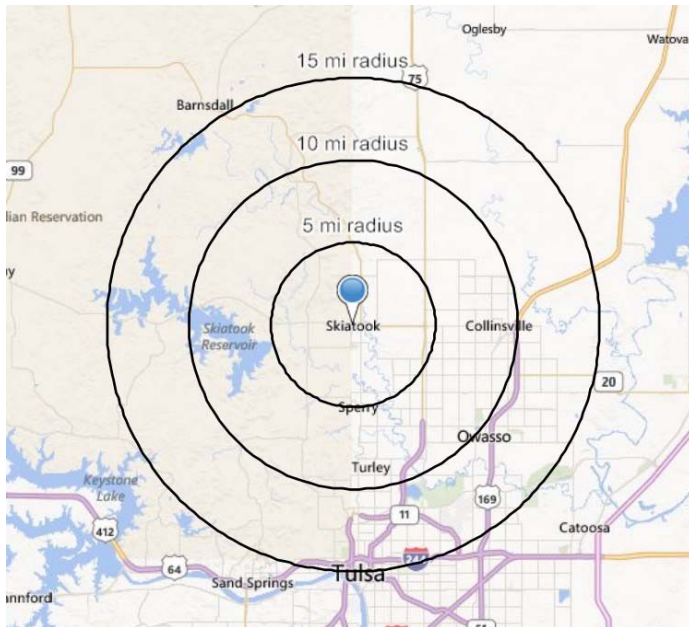 Oglesby
Watova
15 mi radius
75
Barnsdall
10 mi radius
99
lian Reservation
5 mi radius
Skiatook
Skiatook
Reservoir
Collinsville
20
Sperry
Owasso
Turley
Keystone
Lake
169
11
412
Catoosa
64
Sand Springs
Tulsa
annford
51